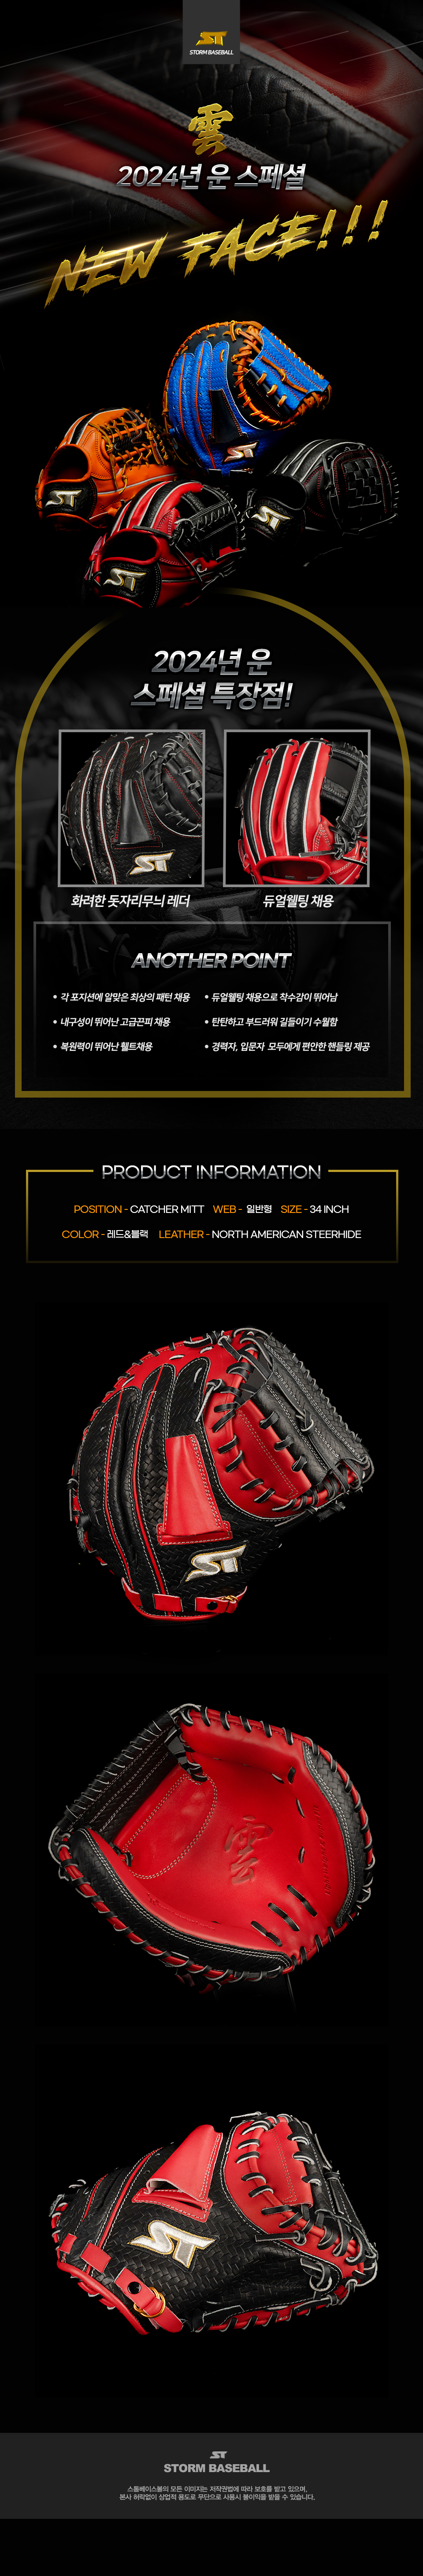 ST
STORM BASEBALL
雲
2024년 운 스페셜
NEW FACE!!!
ST
ST
ST
ST
2024년 운
스페셜 특장점!
ST
화려한 돗자리무늬 레더
듀얼웰팅 채용
ANOTHER POINT
• 각 포지션에 알맞은 최상의 패턴 채용
• 듀얼웰팅 채용으로 착수감이 뛰어남
• 내구성이 뛰어난 고급끈피 채용
• 탄탄하고 부드러워 길들이기 수월함
• 복원력이 뛰어난 휄트채용
• 경력자, 입문자 모두에게 편안한 핸들링 제공
PRODUCT INFORMATION
POSITION - CATCHER MITT WEB - 일반형 SIZE - 34 INCH
COLOR - 레드&블랙 LEATHER - NORTH AMERICAN STEERHIDE
ST
雲
ST
ST
STORM BASEBALL
스톰베이스볼의 모든 이미지는 저작권법에 따라 보호를 받고 있으며,
본사 허락없이 상업적 용도로 무단으로 사용시 불이익을 받을 수 있습니다.